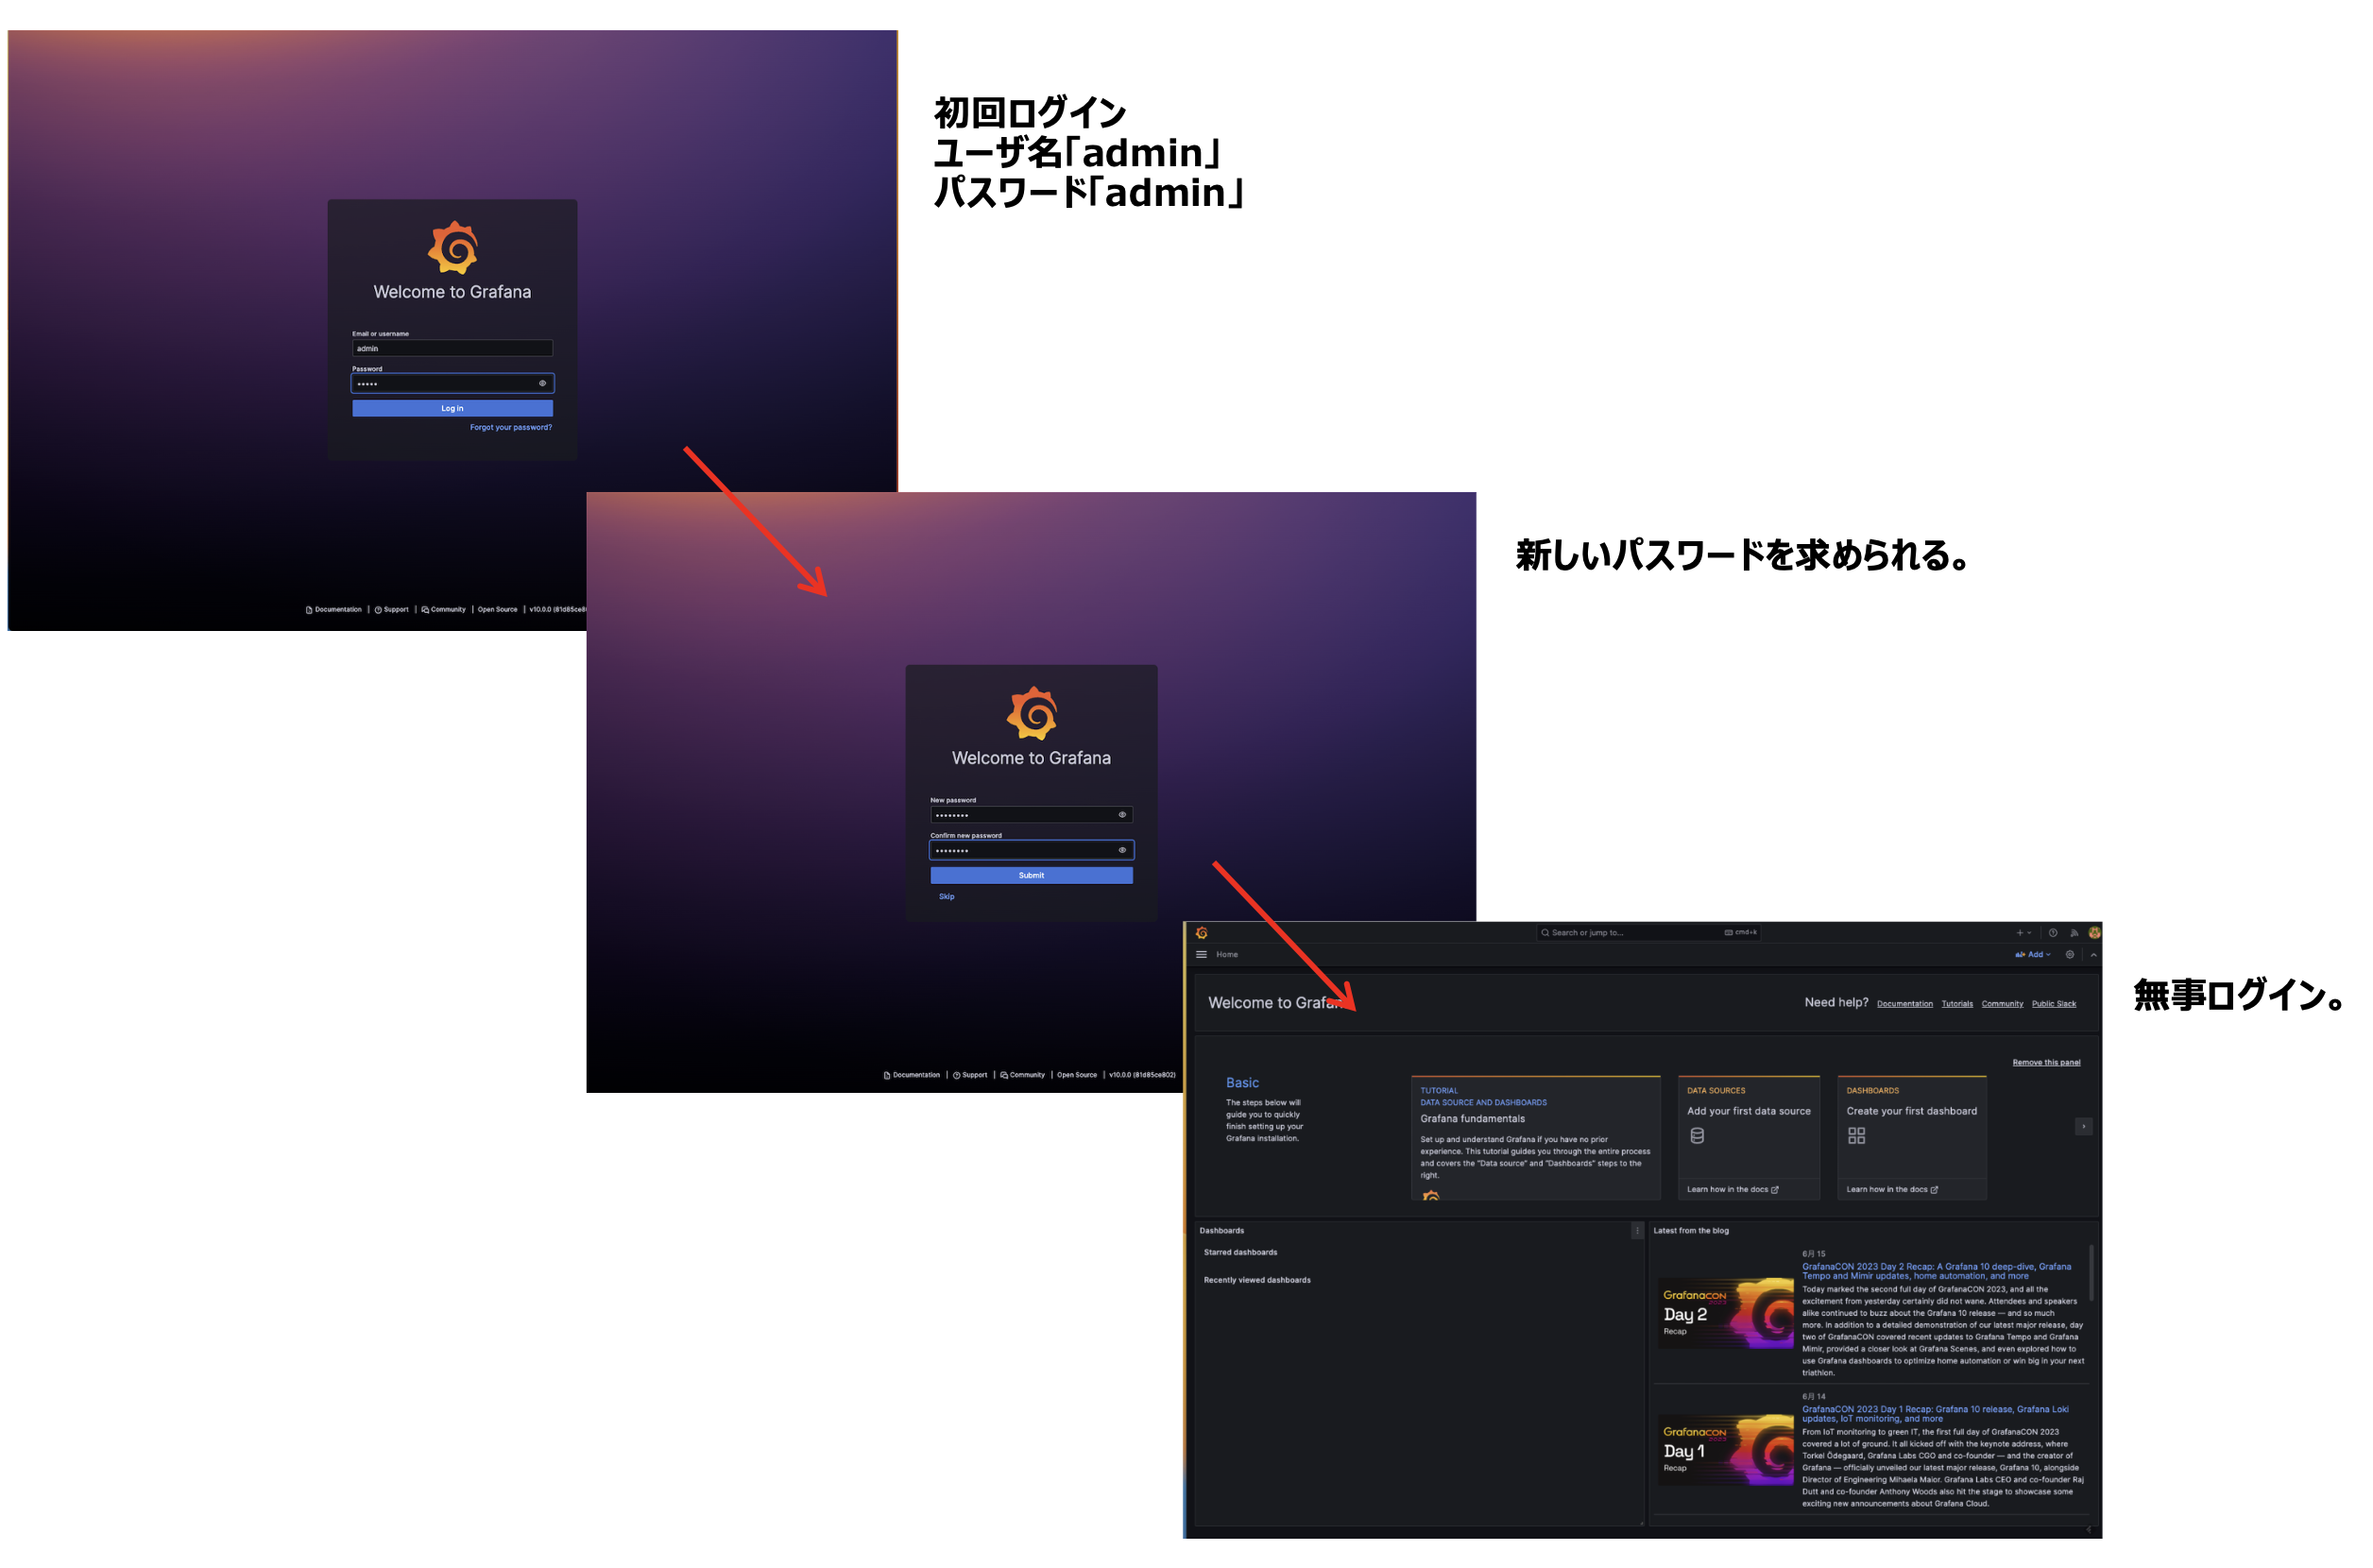 初回ログイン
ユーザ名「admin」
パスワード「admin」
Welcome to Grafana
Email or username
admin
Password
•••••
Log in
Forgot your password?
Documentation | Support | Community | Open Source | v10.0.0 (81d85ce8
新しいパスワードを求められる。
Welcome to Grafana
New password
••••••••
Confirm new password
••••••••
Submit
Skip
Documentation | Support | Community | Open Source | v10.0.0 (81d85ce802)
無事ログイン。
Search or jump to... cmd+k
Home
Add
Welcome to Grafan
Need help? Documentation Tutorials Community Public Slack
Remove this panel
Basic
The steps below will
guide you to quickly
finish setting up your
Grafana installation.
TUTORIAL
DATA SOURCE AND DASHBOARDS
Grafana fundamentals
Set up and understand Grafana if you have no prior
experience. This tutorial guides you through the entire process
and covers the "Data source" and "Dashboards" steps to the
right.
DATA SOURCES
Add your first data source
Learn how in the docs
DASHBOARDS
Create your first dashboard
Learn how in the docs
Dashboards
Starred dashboards
Recently viewed dashboards
Latest from the blog
GrafanaCON
2023
Day 2
Recap
6月 15
GrafanaCON 2023 Day 2 Recap: A Grafana 10 deep-dive, Grafana
Tempo and Mimir updates, home automation, and more
Today marked the second full day of GrafanaCON 2023, and all the
excitement from yesterday certainly did not wane. Attendees and speakers
alike continued to buzz about the Grafana 10 release — and so much
more. In addition to a detailed demonstration of our latest major release, day
two of GrafanaCON covered recent updates to Grafana Tempo and Grafana
Mimir, provided a closer look at Grafana Scenes, and even explored how to
use Grafana dashboards to optimize home automation or win big in your next
triathlon.
GrafanaCON
2023
Day 1
Recap
6月 14
GrafanaCON 2023 Day 1 Recap: Grafana 10 release, Grafana Loki
updates, IoT monitoring, and more
From IoT monitoring to green IT, the first full day of GrafanaCON 2023
covered a lot of ground. It all kicked off with the keynote address, where
Torkel Ödegaard, Grafana Labs CGO and co-founder — and the creator of
Grafana — officially unveiled our latest major release, Grafana 10, alongside
Director of Engineering Mihaela Maior. Grafana Labs CEO and co-founder Raj
Dutt and co-founder Anthony Woods also hit the stage to showcase some
exciting new announcements about Grafana Cloud.